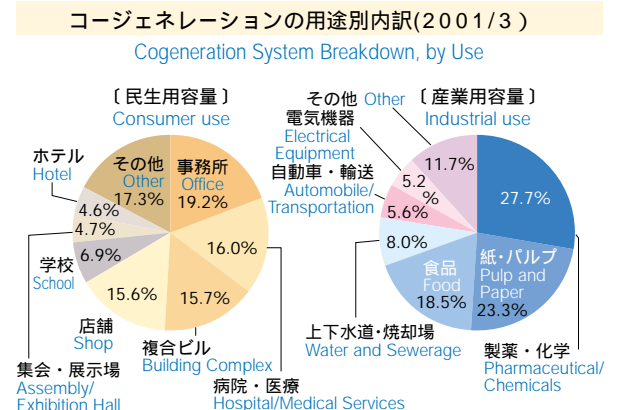 コージェネレーションの用途別内訳(2001/3)
Cogeneration System Breakdown, by Use
〔民生用容量〕
Consumer use
ホテル
Hotel
その他
Other
17.3%
事務所
Office
19.2%
4.6%
4.7%
6.9%
16.0%
学校
School
15.6%
15.7%
店舗
Shop
複合ビル
Building Complex
集会・展示場
Assembly/
Exhibition Hall
病院・医療
Hospital/Medical Services
〔産業用容量〕
Industrial use
その他 Other
電気機器
Electrical
Equipment
自動車・輸送
Automobile/
Transportation
11.7%
5.2
%
5.6%
27.7%
8.0%
食品
Food
18.5%
紙・パルプ
Pulp and
Paper
23.3%
上下水道・焼却場
Water and Sewerage
製薬・化学
Pharmaceutical/
Chemicals